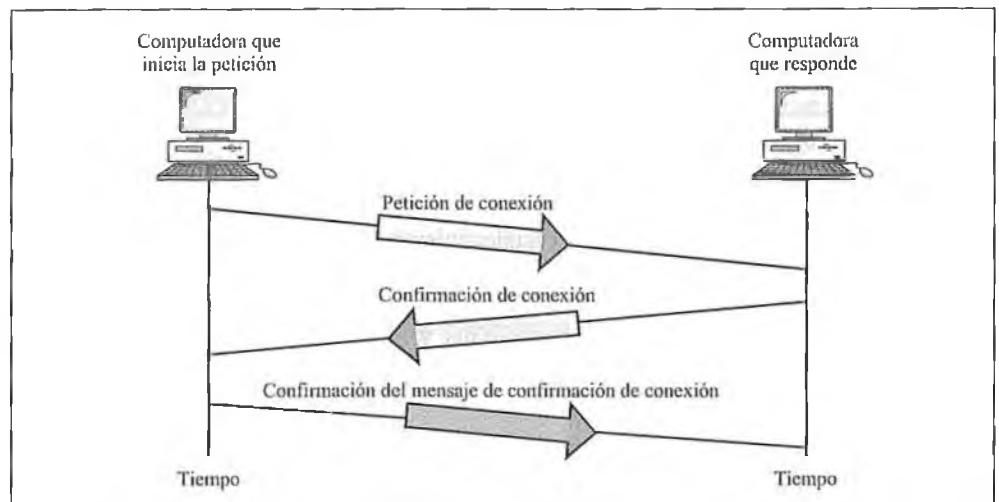 Computadora que
inicia la petición
Computadora
que responde
Petición de conexión
Confirmación de conexión
Confirmación del mensaje de confirmación de conexión
Tiempo
Tiempo